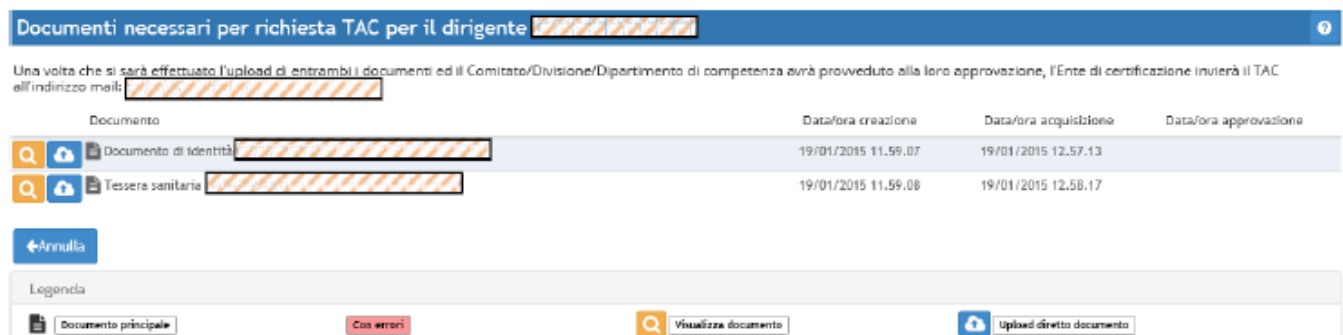 Documenti necessari per richiesta TAC per il dirigente
Una volta che si sarà effettuato l'upload di entrambi i documenti ed il Comitato/Divisione/Dipartimento di competenza avrà provveduto alla loro approvazione, l'Ente di certificazione invierà il TAC
all'indirizzo mail:
Documento Data/ora creazione Data/ora acquisizione Data/ora approvazione
Documento di identità 19/01/2015 11.59.07 19/01/2015 12.57.13
Tessera sanitaria 19/01/2015 11.59.08 19/01/2015 12.58.17
Annulla
Legenda
Documento principale Con errori Visualizza documento Upload diretto documento